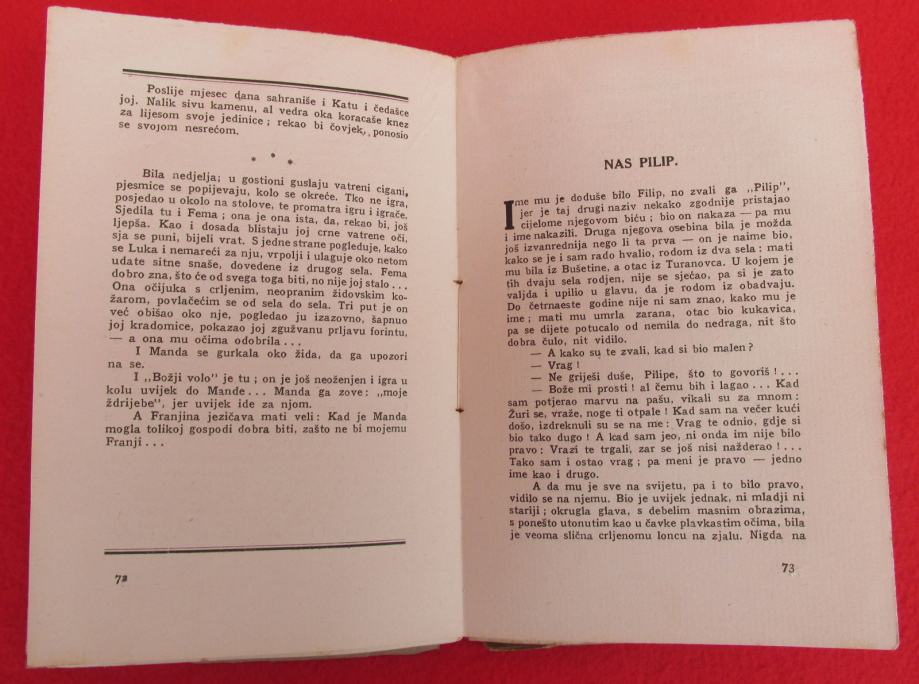 Poslije mjesec dana sahraniše i Katu i čedašce
joj. Nalik sivu kamenu, al vedra oka koracaše knez
za lijesom svoje jedinice ; rekao bi čovjek, ponosio
se svojom nesrećom.
* * *
Bila nedjelja; u gostioni guslaju vatreni cigani,
pjesmice se popijevaju, kolo se okreće. Tko ne igra,
posjedao u okolo na stolove, te promatra igru i igrače.
Sjedila tu i Fema ; ona je ona ista, da, rekao bi, još
ljepša. Kao i dosada blistaju joj crne vatrene oči,
sja se puni, bijeli vrat. S jedne strane pogleduje, kako
se Luka i nemareći za nju, vrpolji i ulaguje oko netom
udate sitne snaše, dovedene iz drugog sela. Fema
dobro zna, što će od svega toga biti, no nije joj stalo . . .
Ona očijuka s crljenim, neopranim židovskim ko-
žarom, povlačećim se od sela do sela. Tri put je on
već obišao oko nje, pogledao ju izazovno, šapnuo
joj kradomice, pokazao joj zgužvanu prljavu forintu,
— a ona mu očima odobrila . . .
I Manda se gurkala oko žida, da ga upozori
na se.
I „Božji volo" je tu ; on je još neoženjen i igra u
kolu uvijek do Mande . . . Manda ga zove: „moje
ždrijebe", jer uvijek ide za njom.
A Franjina jezičava mati veli: Kad je Manda
mogla tolikoj gospodi dobra biti, zašto ne bi mojemu
Franji . . .
72
NAS PILIP.
Ime mu je doduše bilo Filip, no zvali ga „Pilip",
jer je taj drugi naziv nekako zgodnije pristajao
cijelome njegovom biću ; bio on nakaza — pa mu
i ime nakazili. Druga njegova osebina bila je možda
još izvanrednija nego li ta prva — on je naime bio,
kako se je i sam rado hvalio, rodom iz dva sela : mati
mu bila iz Bušetine, a otac iz Turanovca. U kojem je
tih dvaju sela rodjen, nije se sjećao, pa si je zato
valjda i upilio u glavu, da je rodom iz obadvaju.
Do četrnaeste godine nije ni sam znao, kako mu je
ime ; mati mu umrla zarana, otac bio kukavica,
pa se dijete potucalo od nemila do nedraga, nit što
dobra čulo, nit vidilo.
— A kako su te zvali, kad si bio malen?
— Vrag !
— Ne griješi duše, Pilipe, što to govoriš ! . . .
— Bože mi prosti ! al čemu bih i lagao . . . Kad
sam potjerao marvu na pašu, vikali su za mnom :
Žuri se, vraže, noge ti otpale ! Kad sam na večer kući
došo, izdreknuli su se na me : Vrag te odnio, gdje si
bio tako dugo ! A kad sam jeo, ni onda im nije bilo
pravo : Vrazi te trgali, zar se još nisi nažderao ! . . .
Tako sam i ostao vrag ; pa meni je pravo — jedno
ime kao i drugo.
A da mu je sve na svijetu, pa i to bilo pravo,
vidilo se na njemu. Bio je uvijek jednak, ni mladji ni
stariji ; okrugla glava, s debelim masnim obrazima,
s ponešto utonutim kao u čavke plavkastim očima, bila
je veoma slična crljenomu loncu na zjalu. Nigda na
73